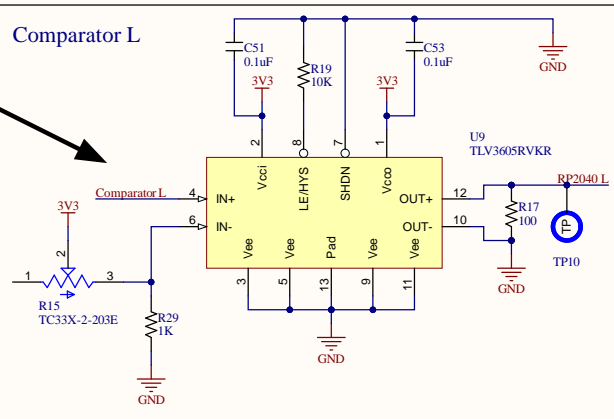 Comparator L
C51
0.1uF
3V3
R19
10K
C53
0.1uF
3V3
GND
2
8
7
1
U9
TLV3605RVKR
Vcci
LE/HYS
SHDN
Vcco
Comparator L
4
IN+
OUT+
12
RP2040 L
3V3
6
IN-
OUT-
10
R17
100
TP
TP10
2
Vee
Vee
Pad
Vee
Vee
1
3
3
5
13
9
11
GND
R15
TC33X-2-203E
R29
1K
GND
GND